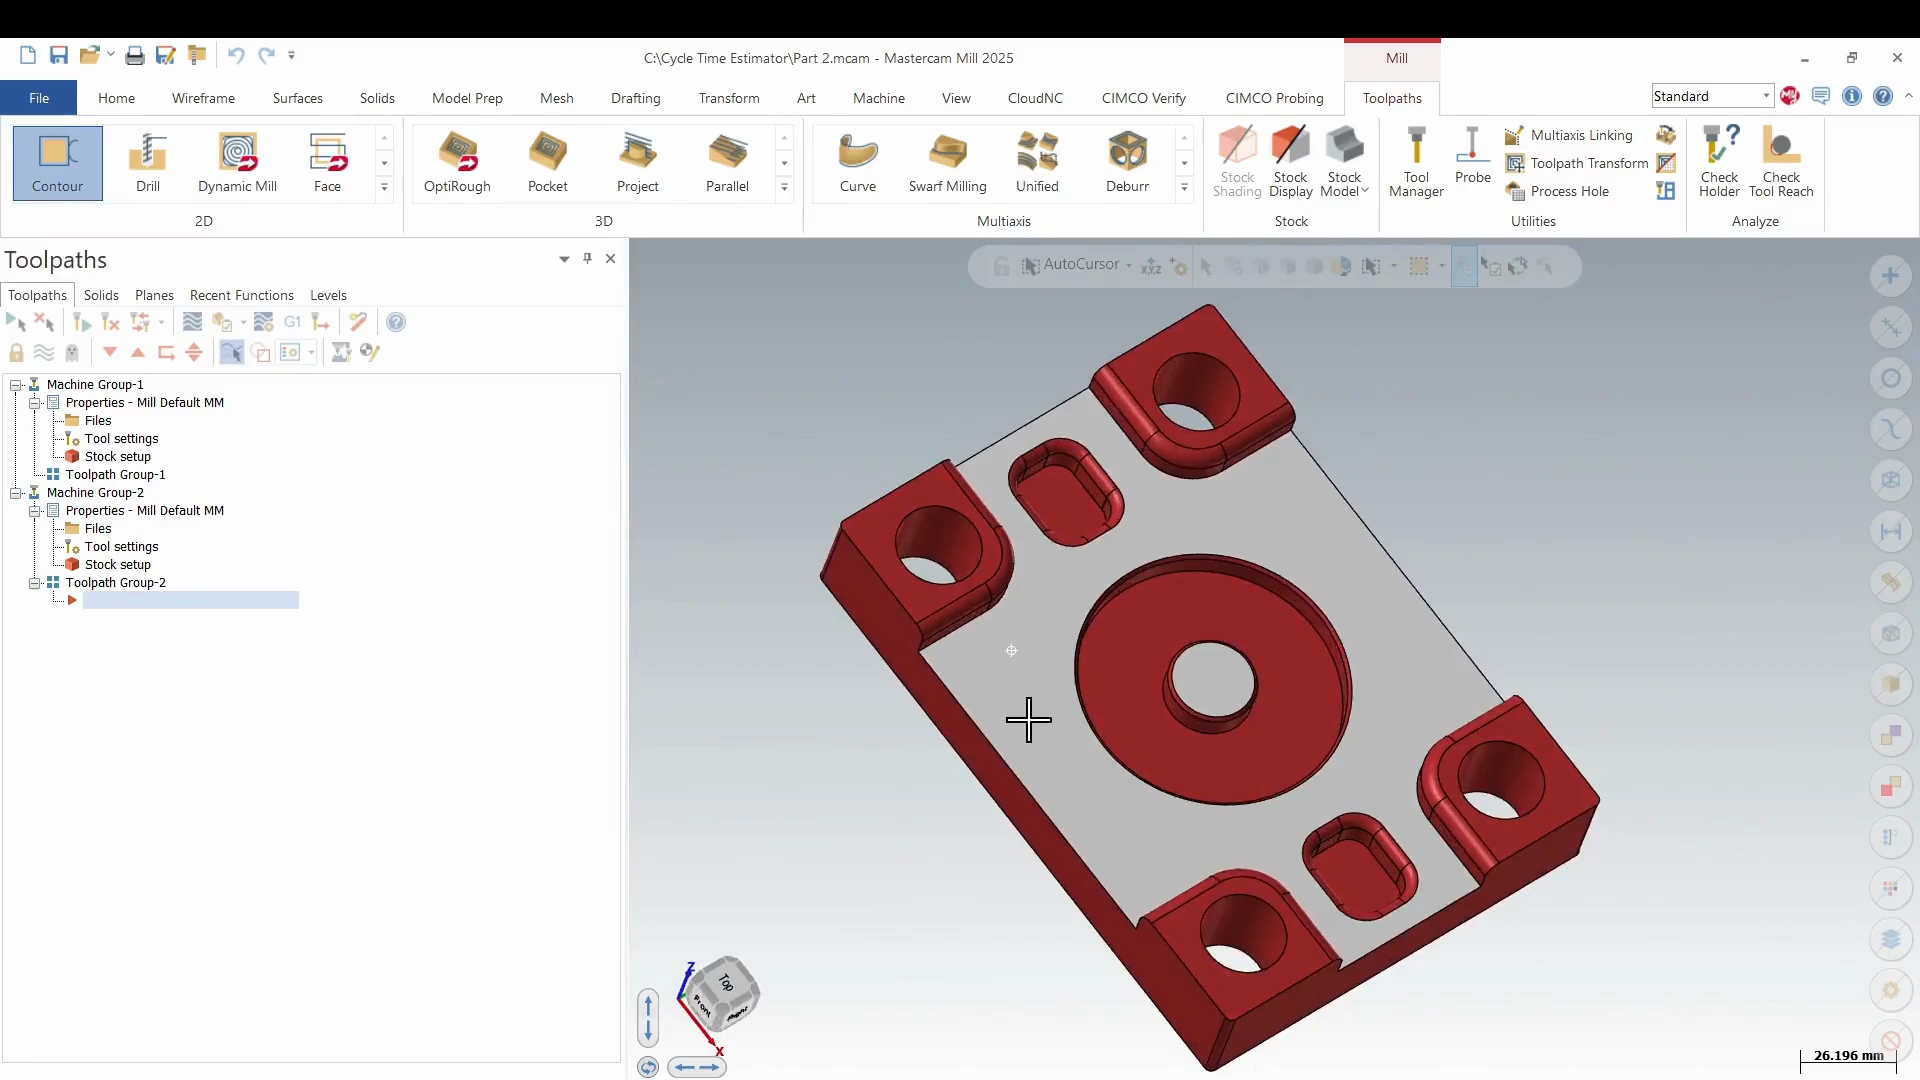 C:\Cycle Time Estimator\Part 2.mcam - Mastercam Mill 2025
Mill
File
Home
Wireframe
Surfaces
Solids
Model Prep
Mesh
Drafting
Transform
Art
Machine
View
CloudNC
CIMCO Verify
CIMCO Probing
Toolpaths
Standard
Contour
Drill
Dynamic Mill
Face
2D
OptiRough
Pocket
Project
Parallel
3D
Curve
Swarf Milling
Unified
Deburr
Multiaxis
Stock
Shading
Stock
Display
Stock
Model
Stock
Tool
Manager
Probe
Multiaxis Linking
Toolpath Transform
Process Hole
Utilities
Check
Holder
Check
Tool Reach
Analyze
Toolpaths
Toolpaths
Solids
Planes
Recent Functions
Levels
G1
Machine Group-1
Properties - Mill Default MM
Files
Tool settings
Stock setup
Toolpath Group-1
Machine Group-2
Properties - Mill Default MM
Files
Tool settings
Stock setup
Toolpath Group-2
AutoCursor
Z
Top
Front
Right
X
26.196 mm